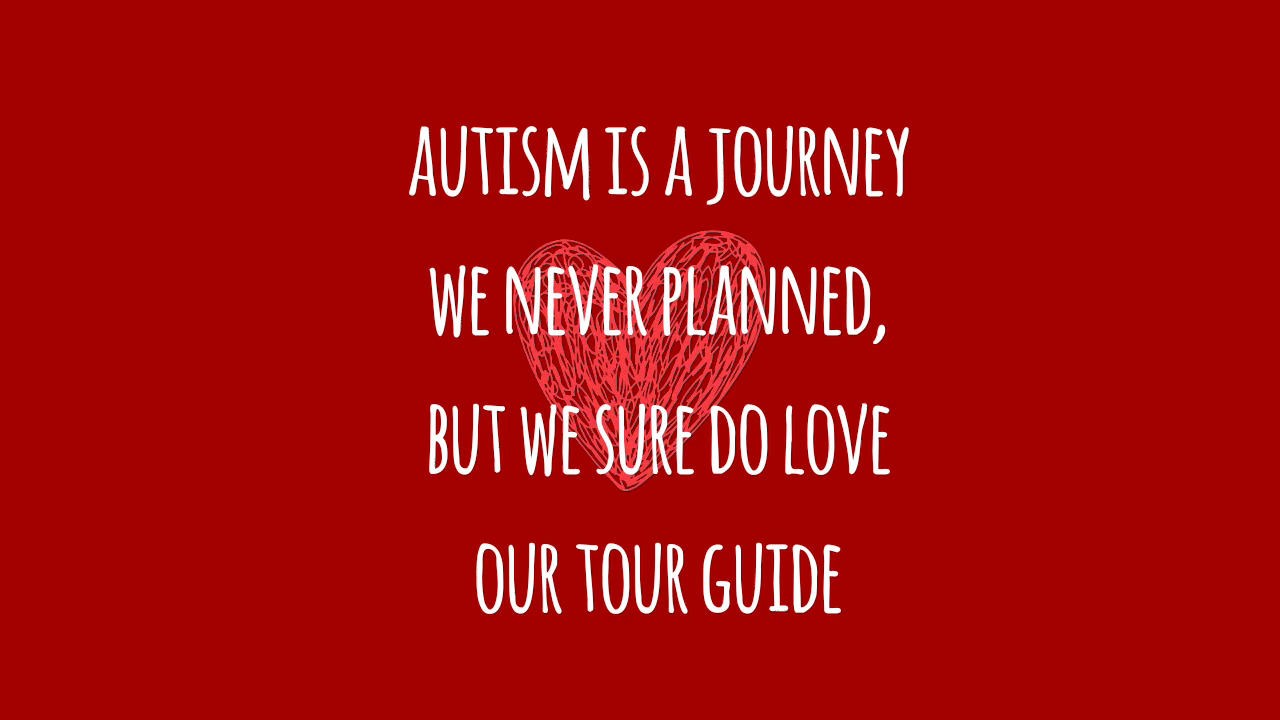 AUTISM IS A JOURNEY
WE NEVER PLANNED,
BUT WE SURE DO LOVE
OUR TOUR GUIDE